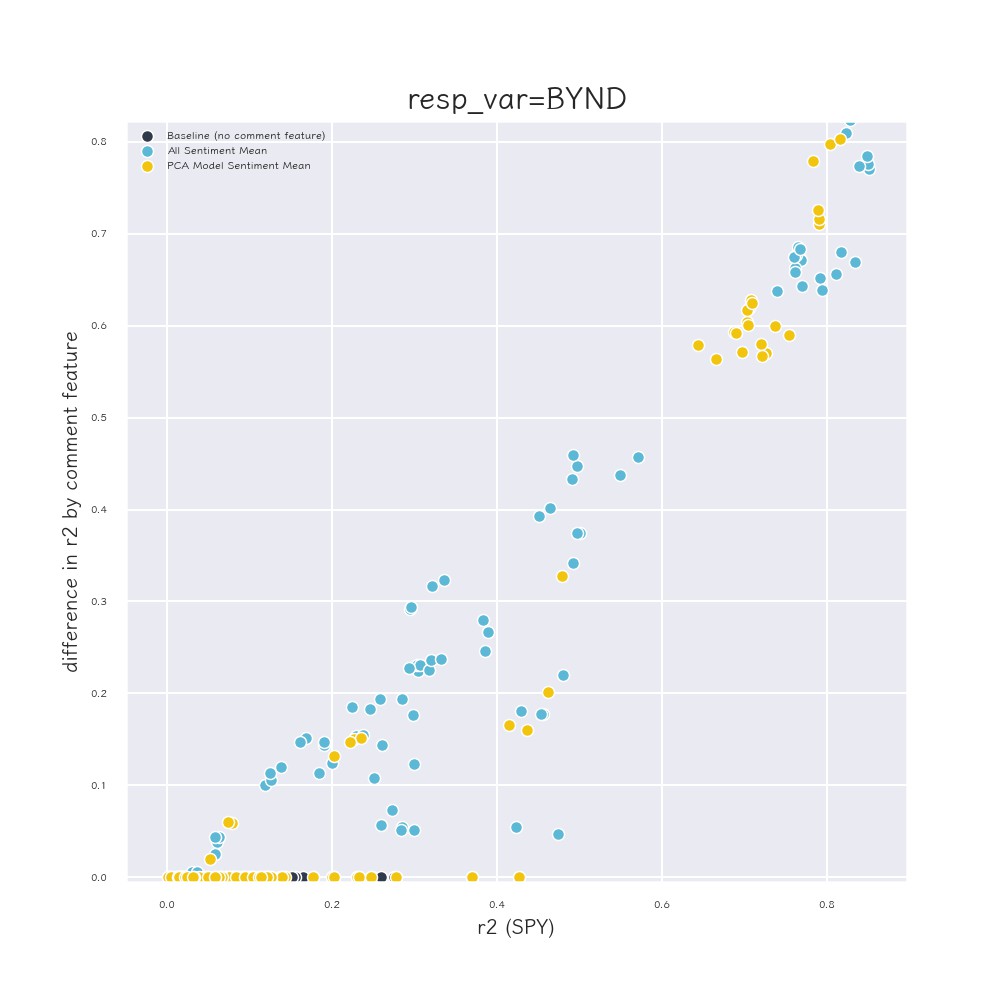 resp_var=BYND
Baseline (no comment feature)
All Sentiment Mean
PCA Model Sentiment Mean
difference in r2 by comment feature
0.8
0.7
0.6
0.5
0.4
0.3
0.2
0.1
0.0
0.0 0.2 0.4 0.6 0.8
r2 (SPY)